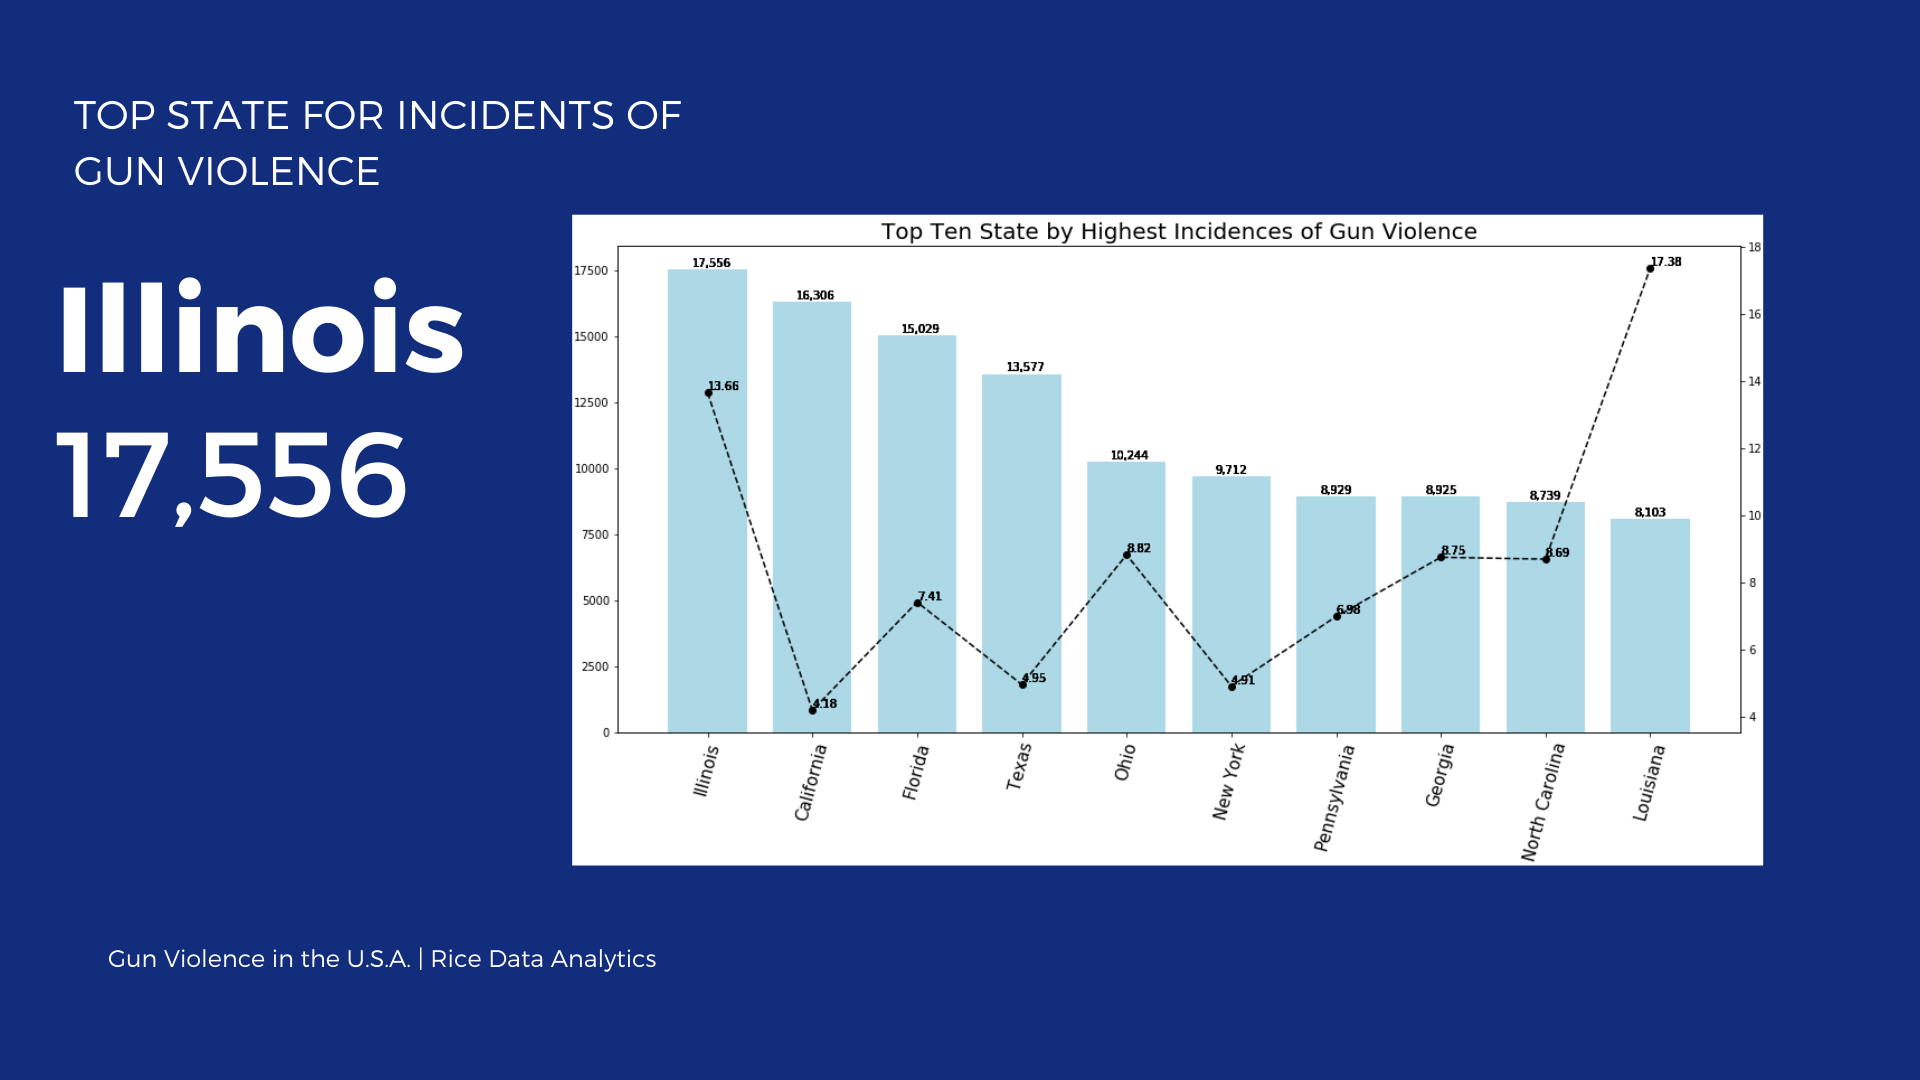 TOP STATE FOR INCIDENTS OF
GUN VIOLENCE
Illinois
17,556
Top Ten State by Highest Incidences of Gun Violence
17500
15000
12500
10000
7500
5000
2500
0
17,556
16,306
15,029
13,577
10,244
9,712
8,929
8,925
8,739
8,103
13.66
4.18
7.41
4.95
8.82
4.91
6.98
8.75
8.69
17.38
18
16
14
12
10
8
6
4
Illinois
California
Florida
Texas
Ohio
New York
Pennsylvania
Georgia
North Carolina
Louisiana
Gun Violence in the U.S.A. | Rice Data Analytics